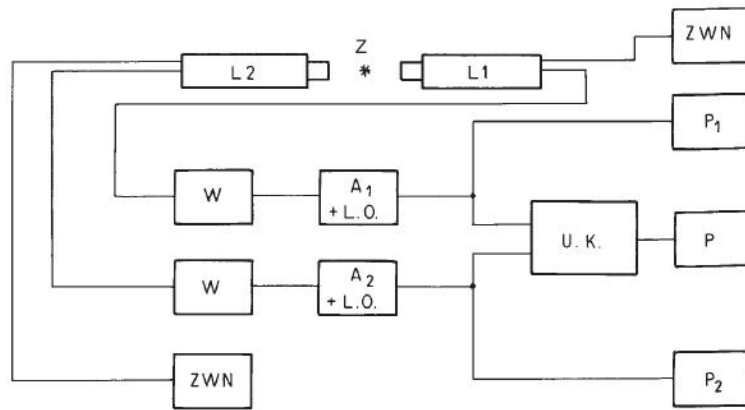 ZWN
Z
L2
L1
P₁
W
A₁
+ L.O.
U. K.
P
W
A₂
+ L.O.
ZWN
P₂